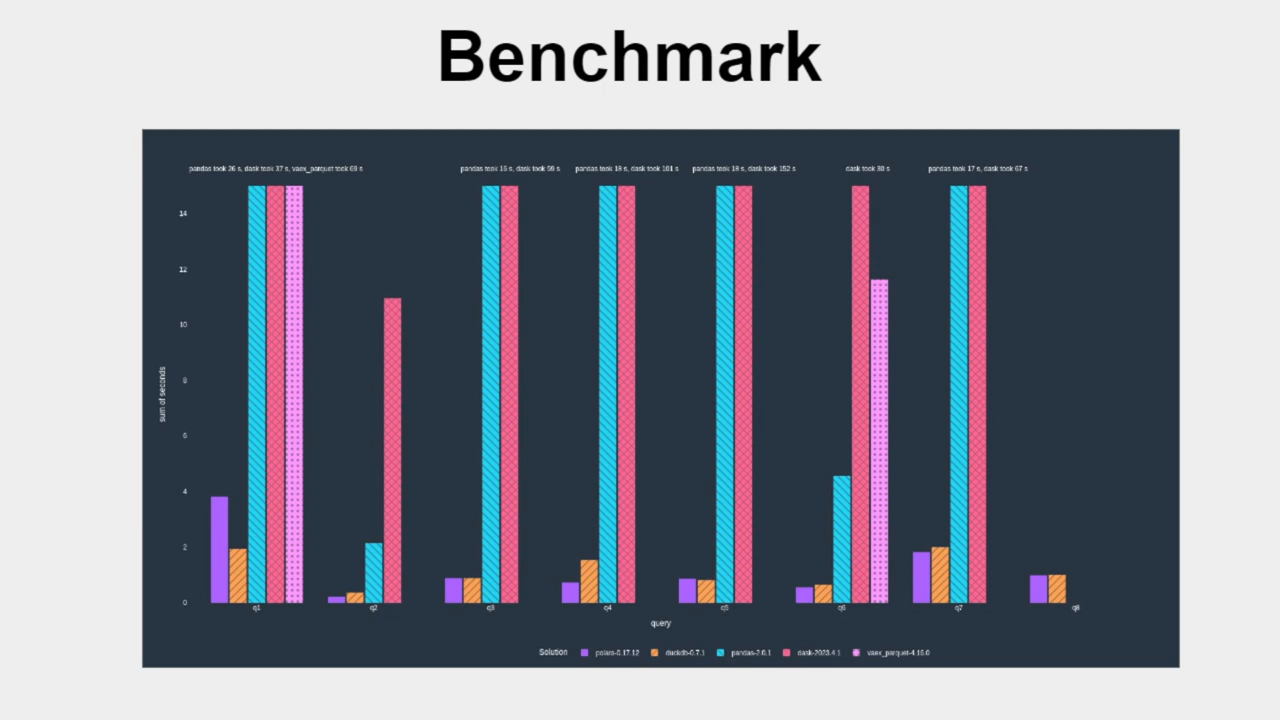 Benchmark
pandas took 26 s, dask took 37 s, vaex_parquet took 69 s
pandas took 15 s, dask took 59 s
pandas took 18 s, dask took 161 s
pandas took 18 s, dask took 152 s
dask took 30 s
pandas took 17 s, dask took 67 s
14
12
10
8
6
4
2
0
sum of seconds
q1 q2 q3 q4 q5 q6 q7 q8
query
Solution polars-0.17.12 duckdb-0.7.1 pandas-2.0.1 dask-2023.4.1 vaex_parquet-4.16.0